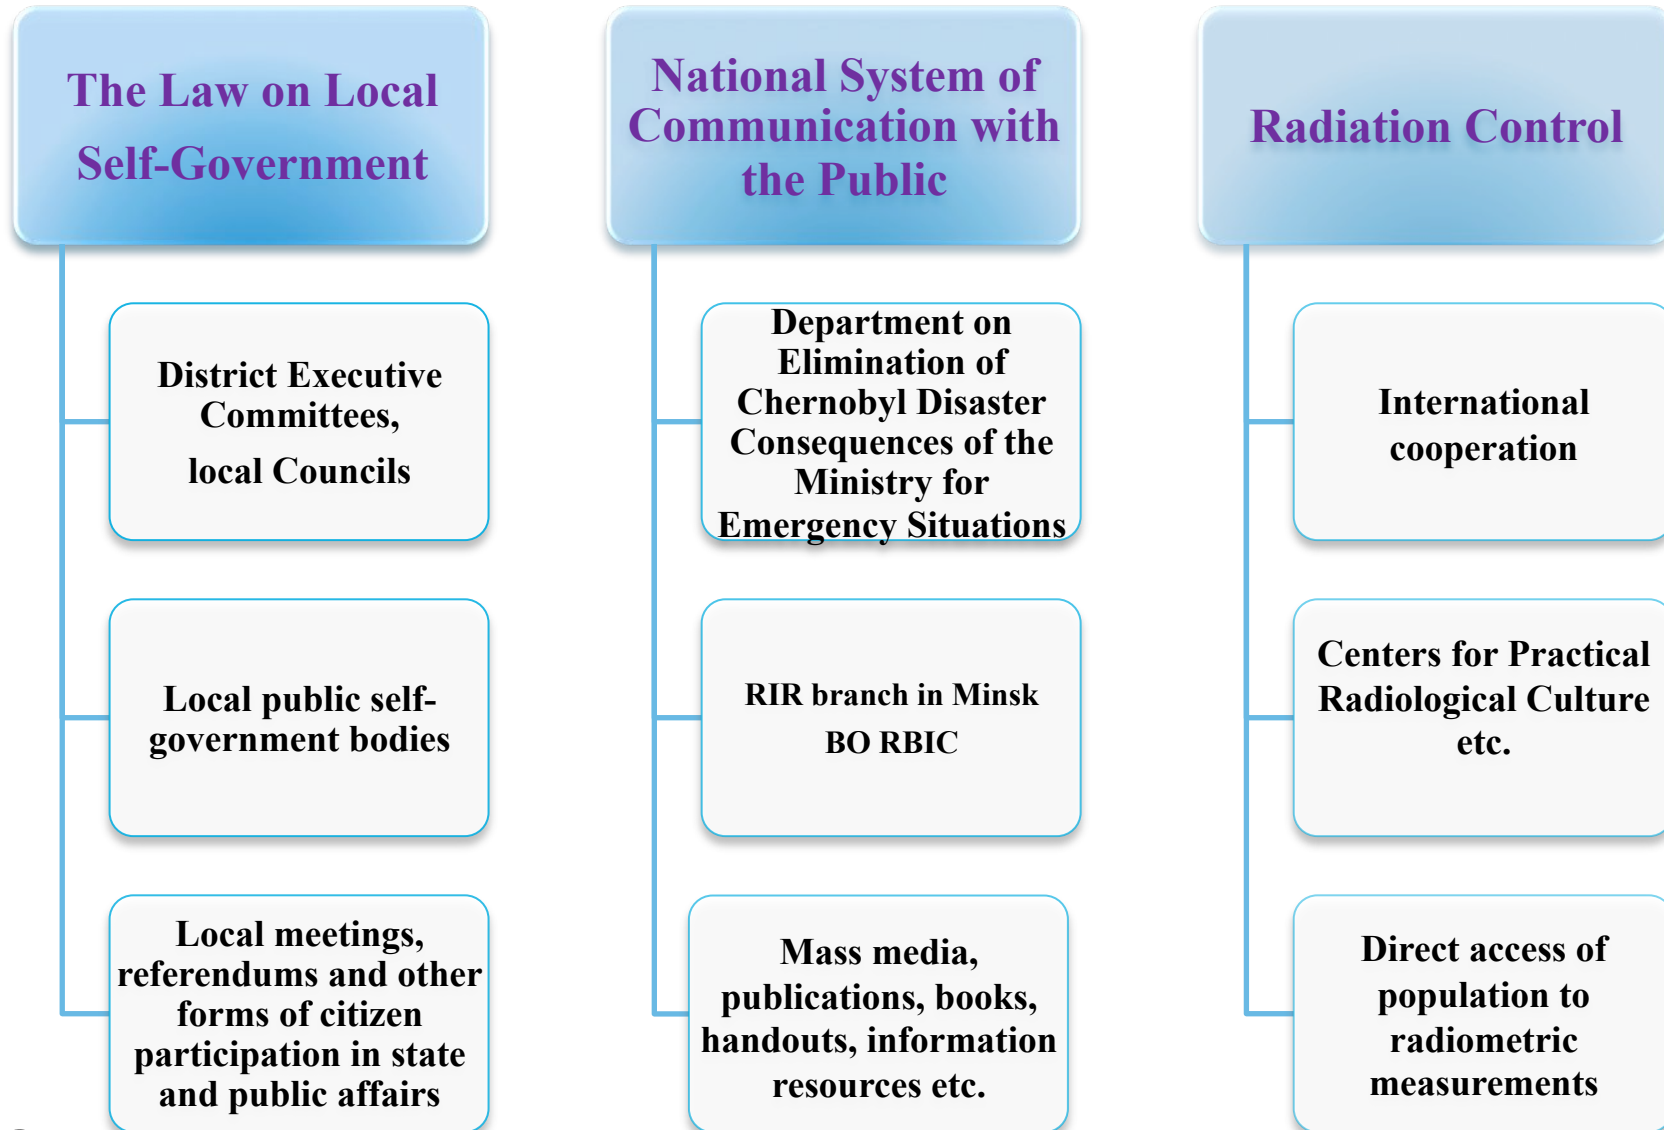 The Law on Local
Self-Government
District Executive
Committees,
local Councils
Local public self-
government bodies
Local meetings,
referendums and other
forms of citizen
participation in state
and public affairs
National System of
Communication with
the Public
Department on
Elimination of
Chernobyl Disaster
Consequences of the
Ministry for
Emergency Situations
RIR branch in Minsk
BO RBIC
Mass media,
publications, books,
handouts, information
resources etc.
Radiation Control
International
cooperation
Centers for Practical
Radiological Culture
etc.
Direct access of
population to
radiometric
measurements